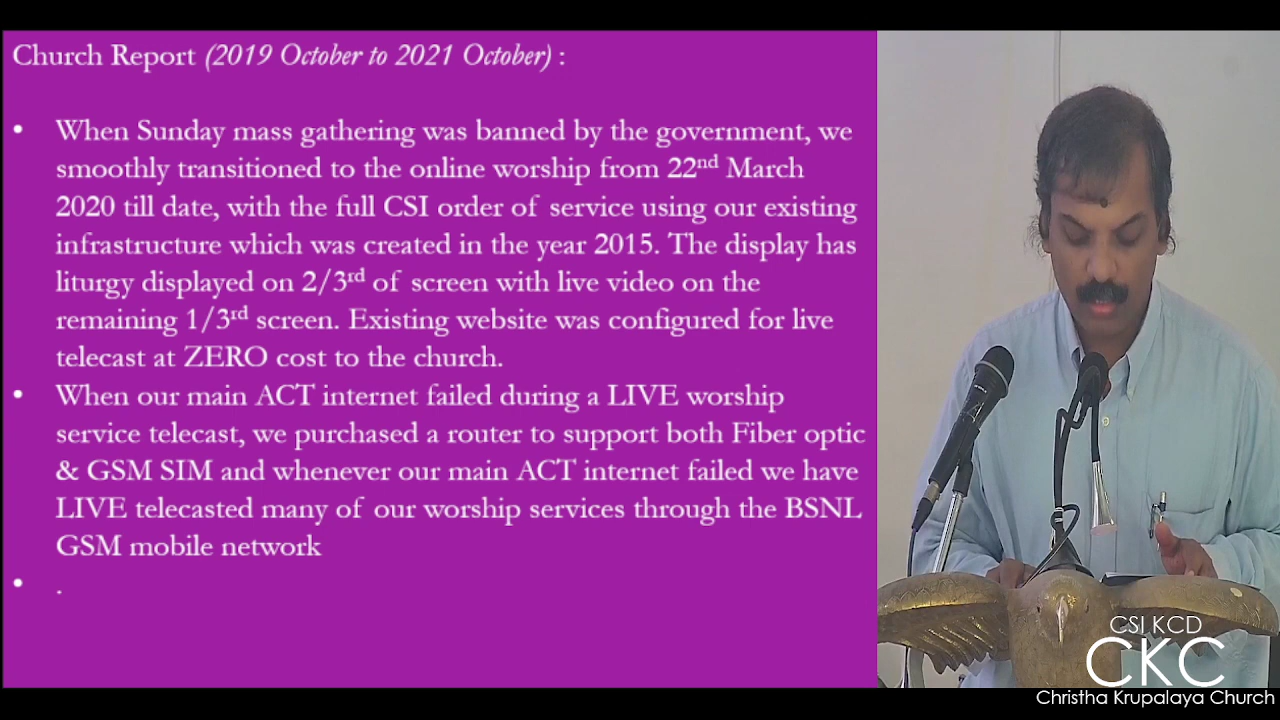 Church Report (2019 October to 2021 October) :
• When Sunday mass gathering was banned by the government, we
smoothly transitioned to the online worship from 22nd March
2020 till date, with the full CSI order of service using our existing
infrastructure which was created in the year 2015. The display has
liturgy displayed on 2/3rd of screen with live video on the
remaining 1/3rd screen. Existing website was configured for live
telecast at ZERO cost to the church.
• When our main ACT internet failed during a LIVE worship
service telecast, we purchased a router to support both Fiber optic
& GSM SIM and whenever our main ACT internet failed we have
LIVE telecasted many of our worship services through the BSNL
GSM mobile network
• .
CSI KCD
CKC
Christha Krupalaya Church